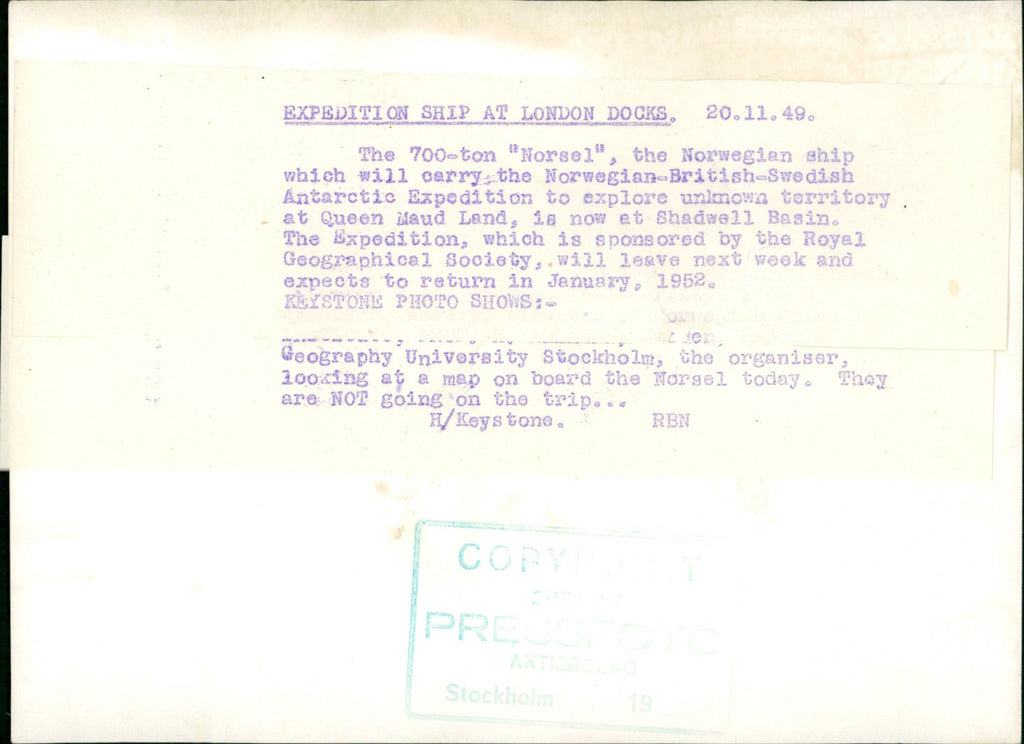 EXPEDITION SHIP AT LONDON DOCKS. 20.11.49.
The 700-ton "Norsel", the Norwegian ship
which will carry the Norwegian-British-Swedish
Antarctic Expedition to explore unknown territory
at Queen Maud Land, is now at Shadwell Basin.
The Expedition, which is sponsored by the Royal
Geographical Society, will leave next week and
expects to return in January, 1952.
KEYSTONE PHOTO SHOWS:-
Geography University Stockholm, the organiser,
looking at a map on board the Norsel today. They
are NOT going on the trip...
H/Keystone. RBN
COPYRIGHT
PRESSFOTO
AKTIEBOLAG
Stockholm 19